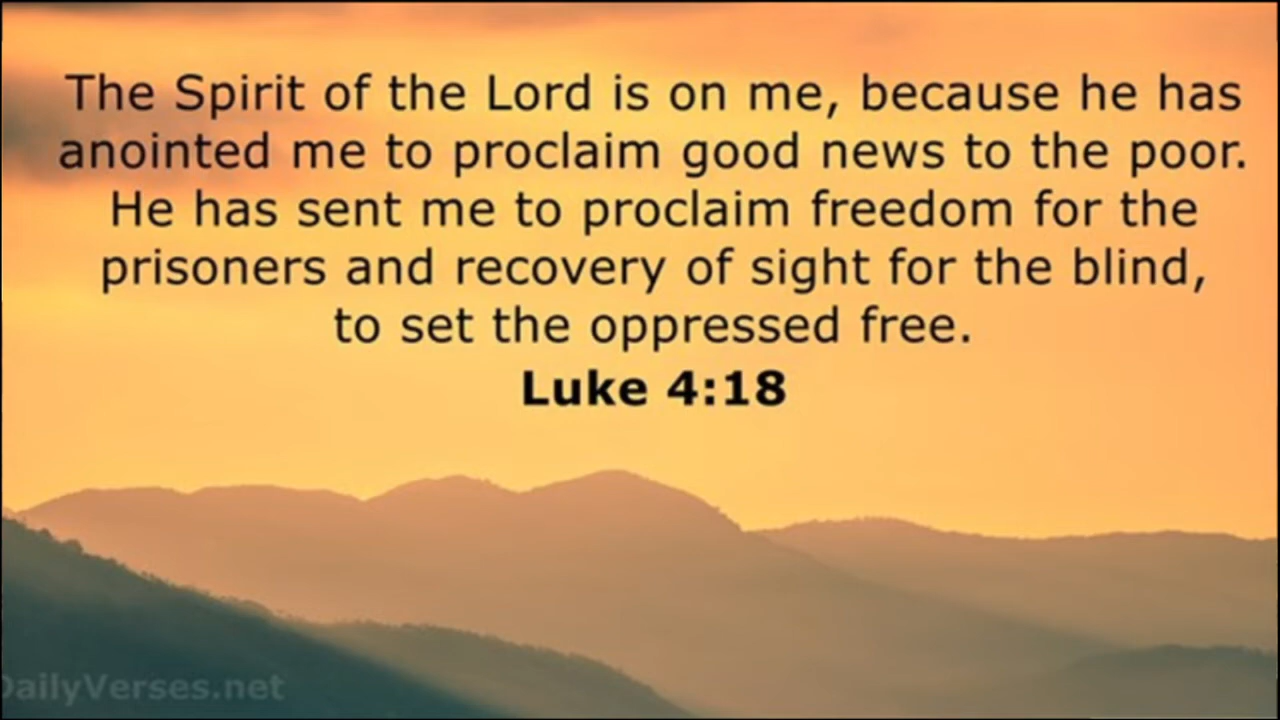 The Spirit of the Lord is on me, because he has
anointed me to proclaim good news to the poor.
He has sent me to proclaim freedom for the
prisoners and recovery of sight for the blind,
to set the oppressed free.
Luke 4:18
DailyVerses.net